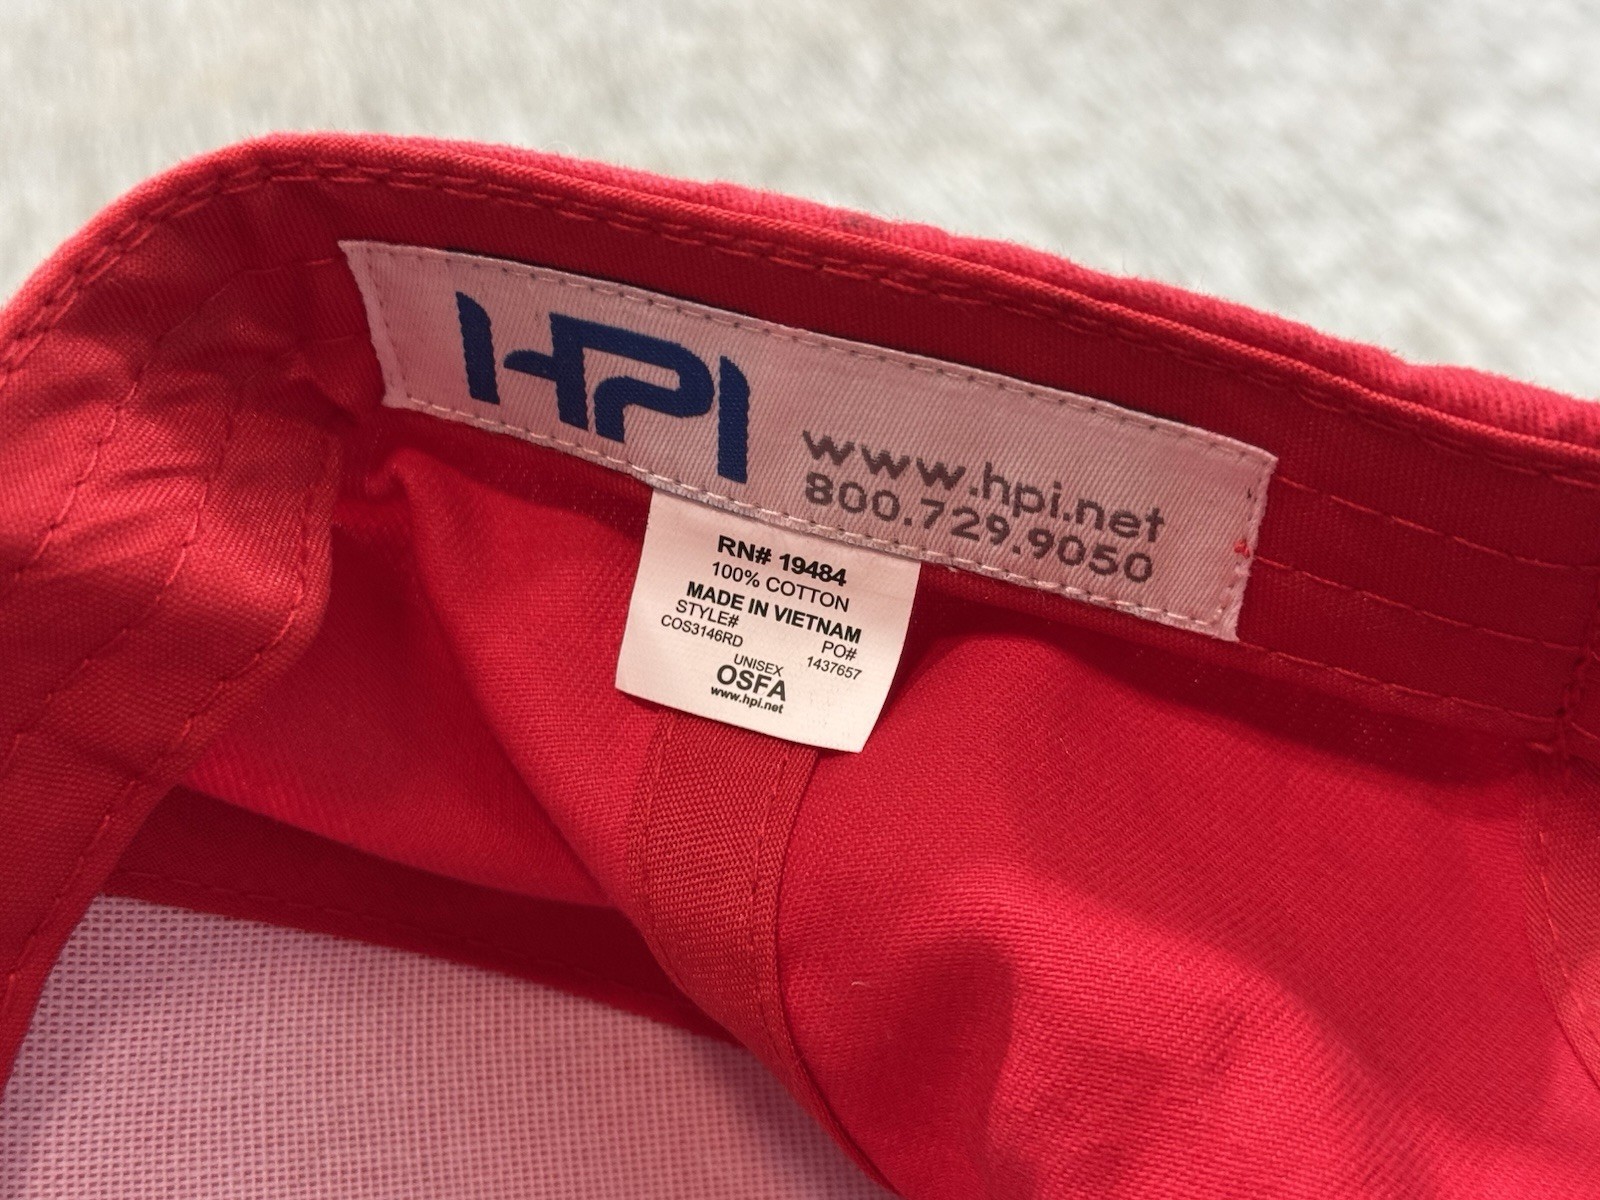 HPI
www.hpi.net
800.729.9050
RN# 19484
100% COTTON
MADE IN VIETNAM
STYLE# PO#
COS3146RD 1437657
UNISEX
OSFA
www.hpi.net